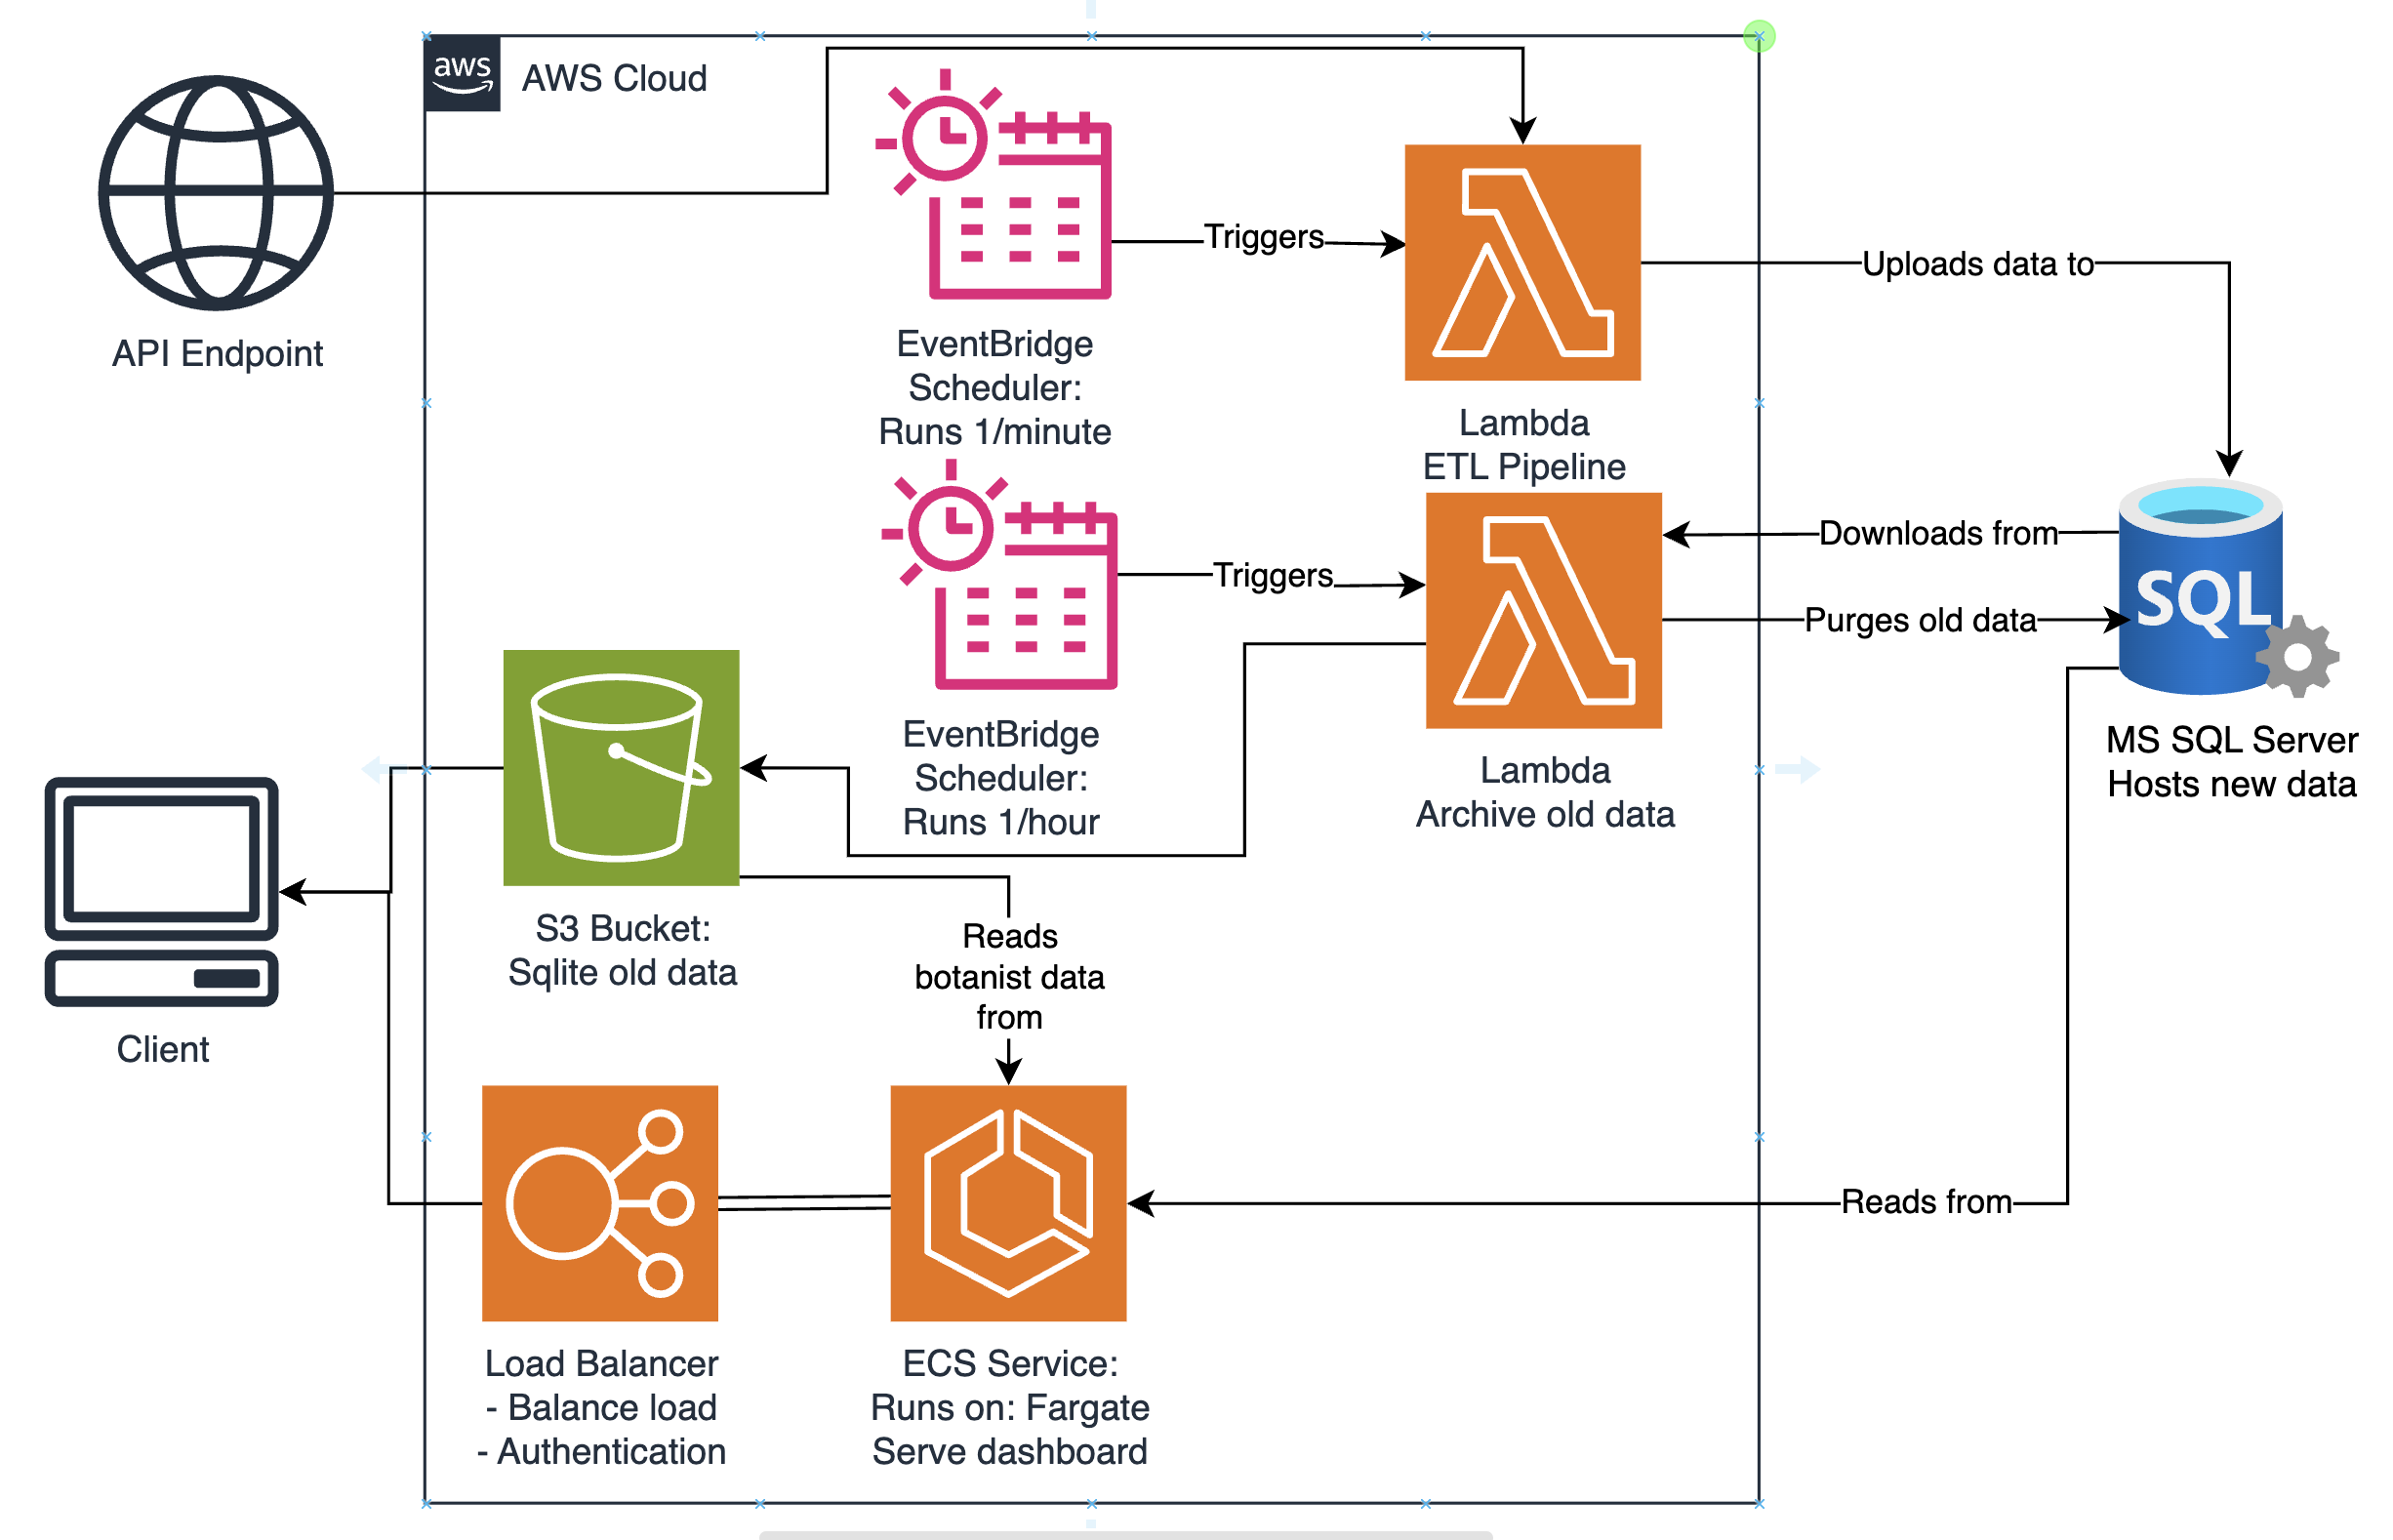 aws
AWS Cloud
API Endpoint
EventBridge
Scheduler:
Runs 1/minute
Triggers
Lambda
ETL Pipeline
Uploads data to
EventBridge
Scheduler:
Runs 1/hour
Triggers
Lambda
Archive old data
Downloads from
Purges old data
SQL
MS SQL Server
Hosts new data
S3 Bucket:
Sqlite old data
Reads
botanist data
from
Client
Load Balancer
- Balance load
- Authentication
ECS Service:
Runs on: Fargate
Serve dashboard
Reads from